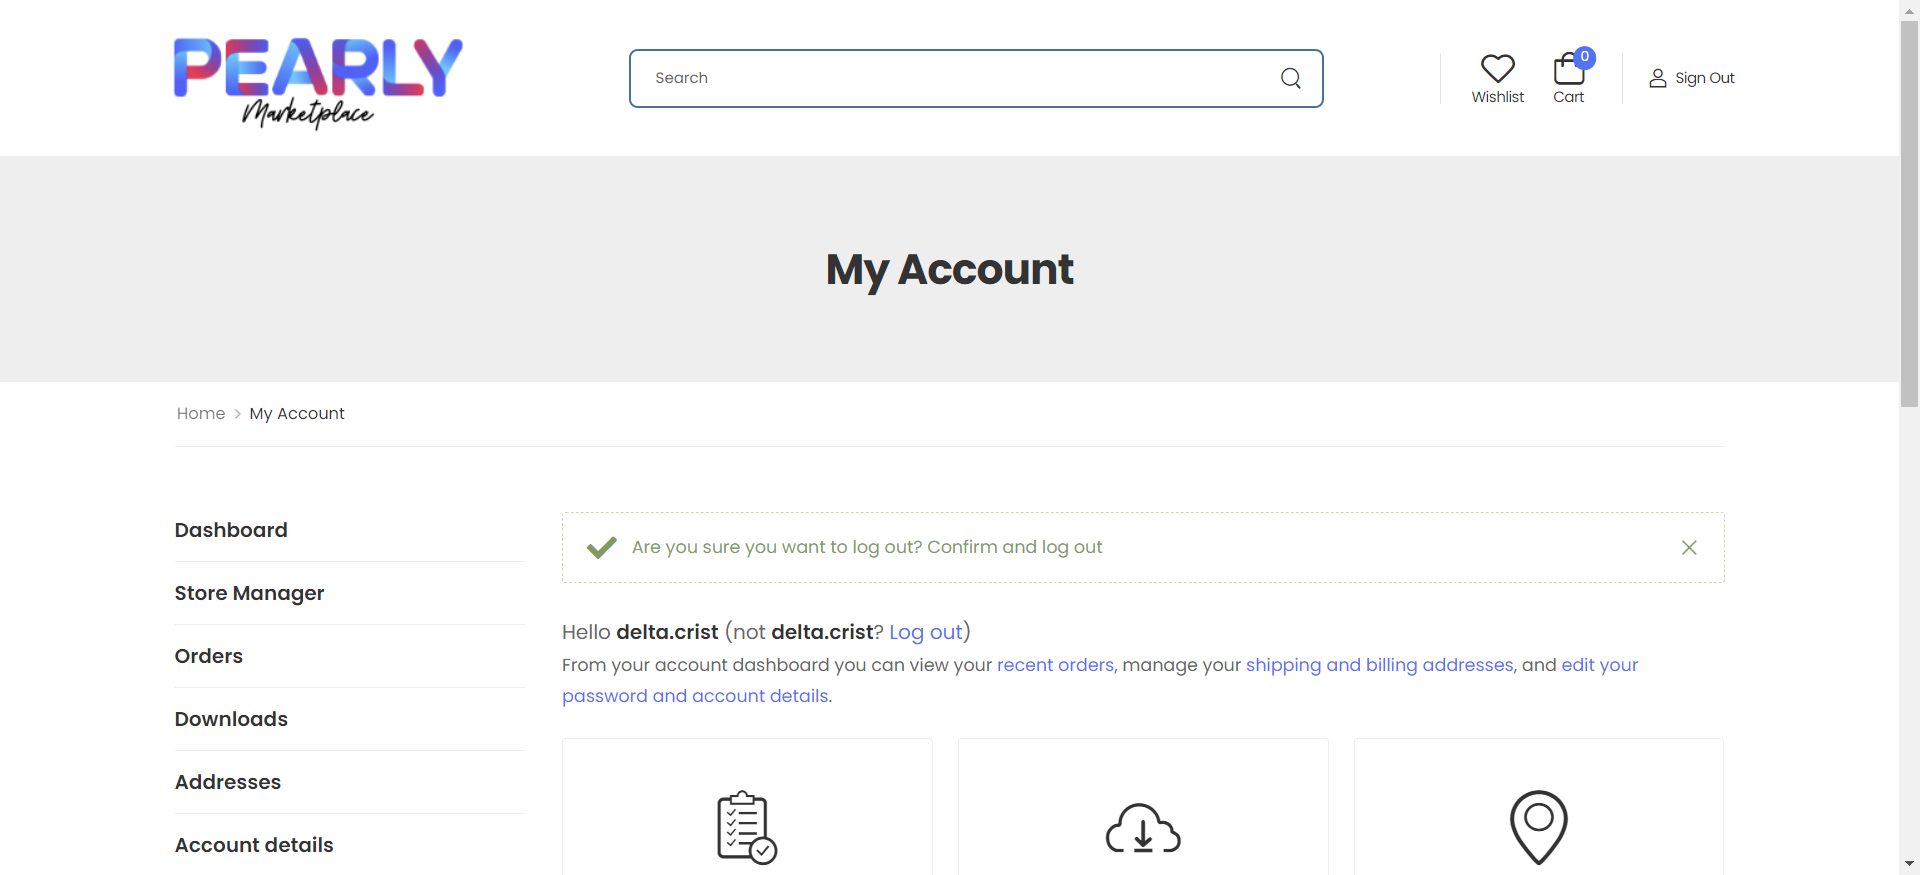 PEARLY
Marketplace
Search
Wishlist
0
Cart
Sign Out
My Account
Home > My Account
Dashboard
Store Manager
Orders
Downloads
Addresses
Account details
Are you sure you want to log out? Confirm and log out
Hello delta.crist (not delta.crist? Log out)
From your account dashboard you can view your recent orders, manage your shipping and billing addresses, and edit your
password and account details.